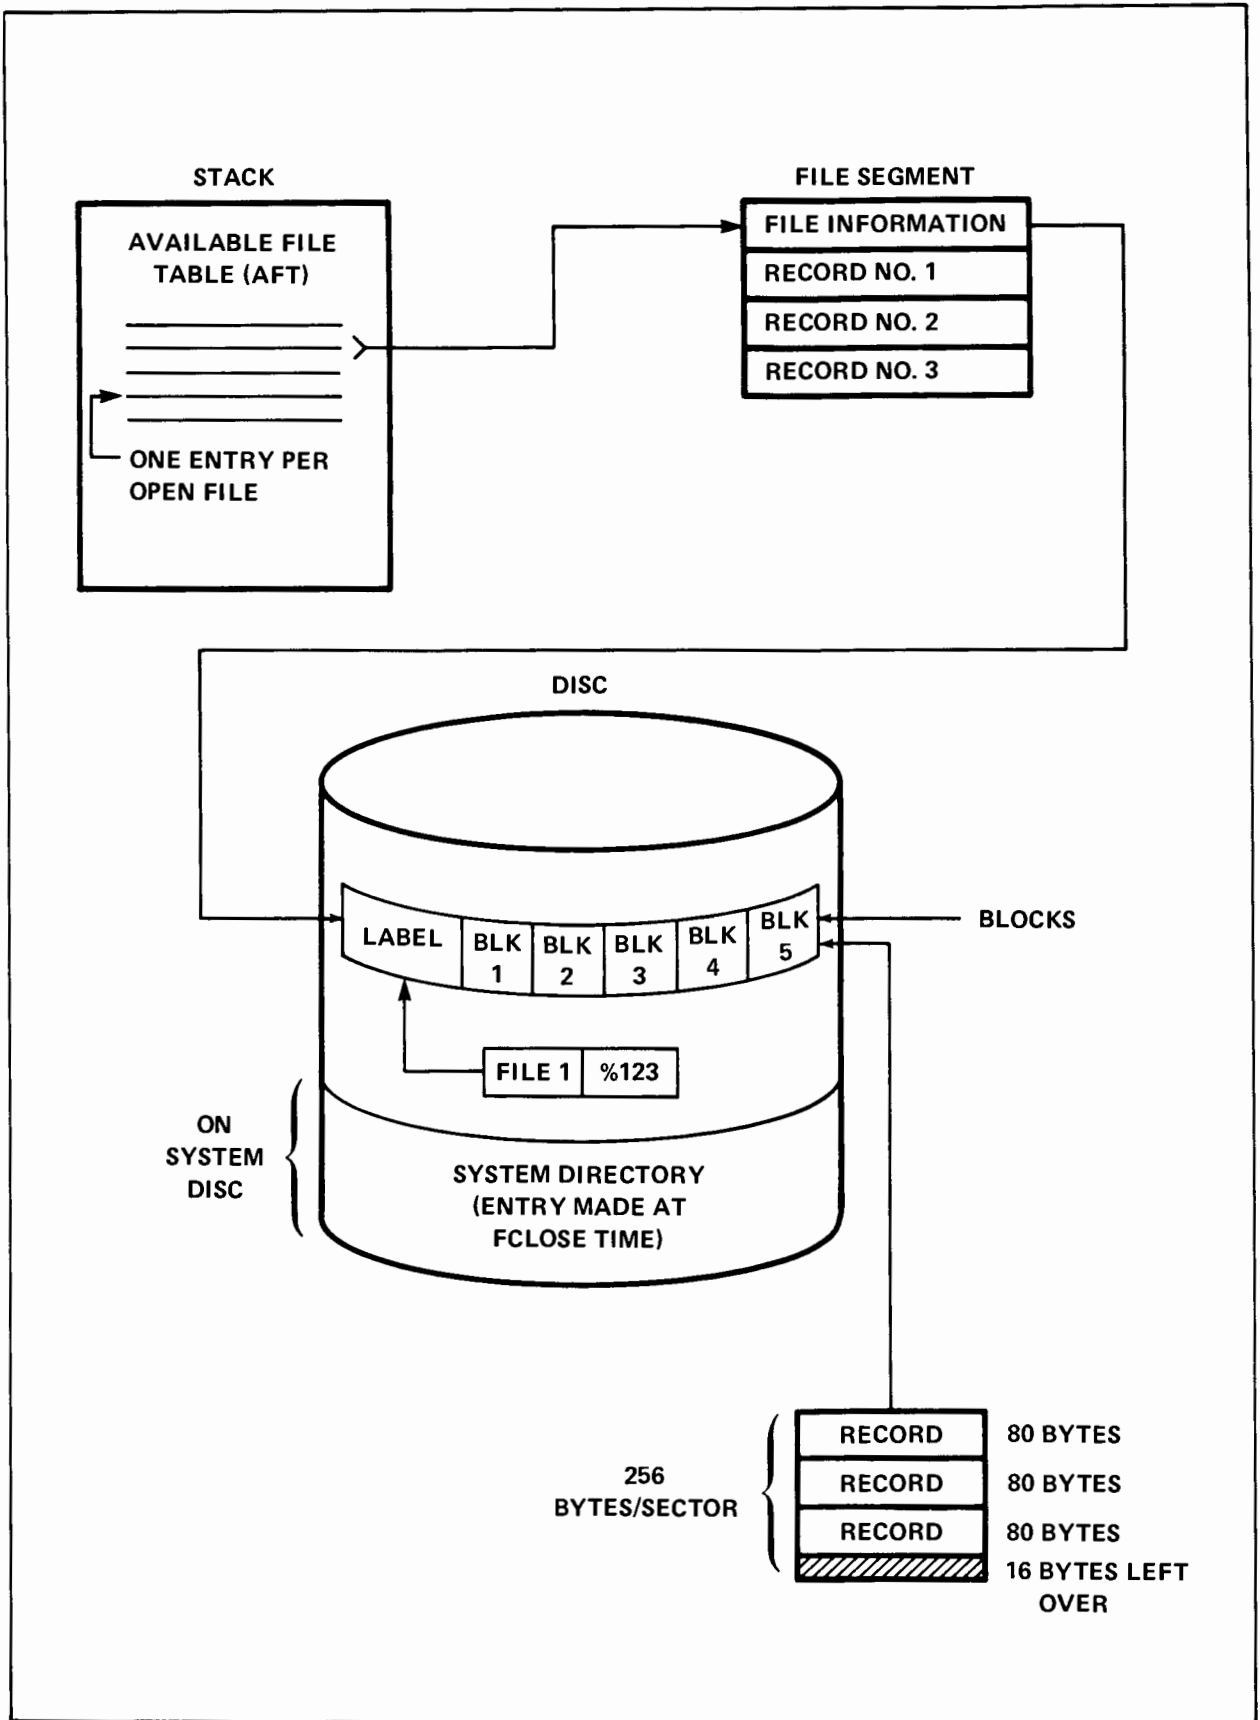 STACK
AVAILABLE FILE
TABLE (AFT)
ONE ENTRY PER
OPEN FILE
FILE SEGMENT
FILE INFORMATION
RECORD NO. 1
RECORD NO. 2
RECORD NO. 3
DISC
LABEL
BLK
1
BLK
2
BLK
3
BLK
4
BLK
5
BLOCKS
FILE 1
%123
ON
SYSTEM
DISC
SYSTEM DIRECTORY
(ENTRY MADE AT
FCLOSE TIME)
256
BYTES/SECTOR
RECORD
80 BYTES
RECORD
80 BYTES
RECORD
80 BYTES
16 BYTES LEFT
OVER